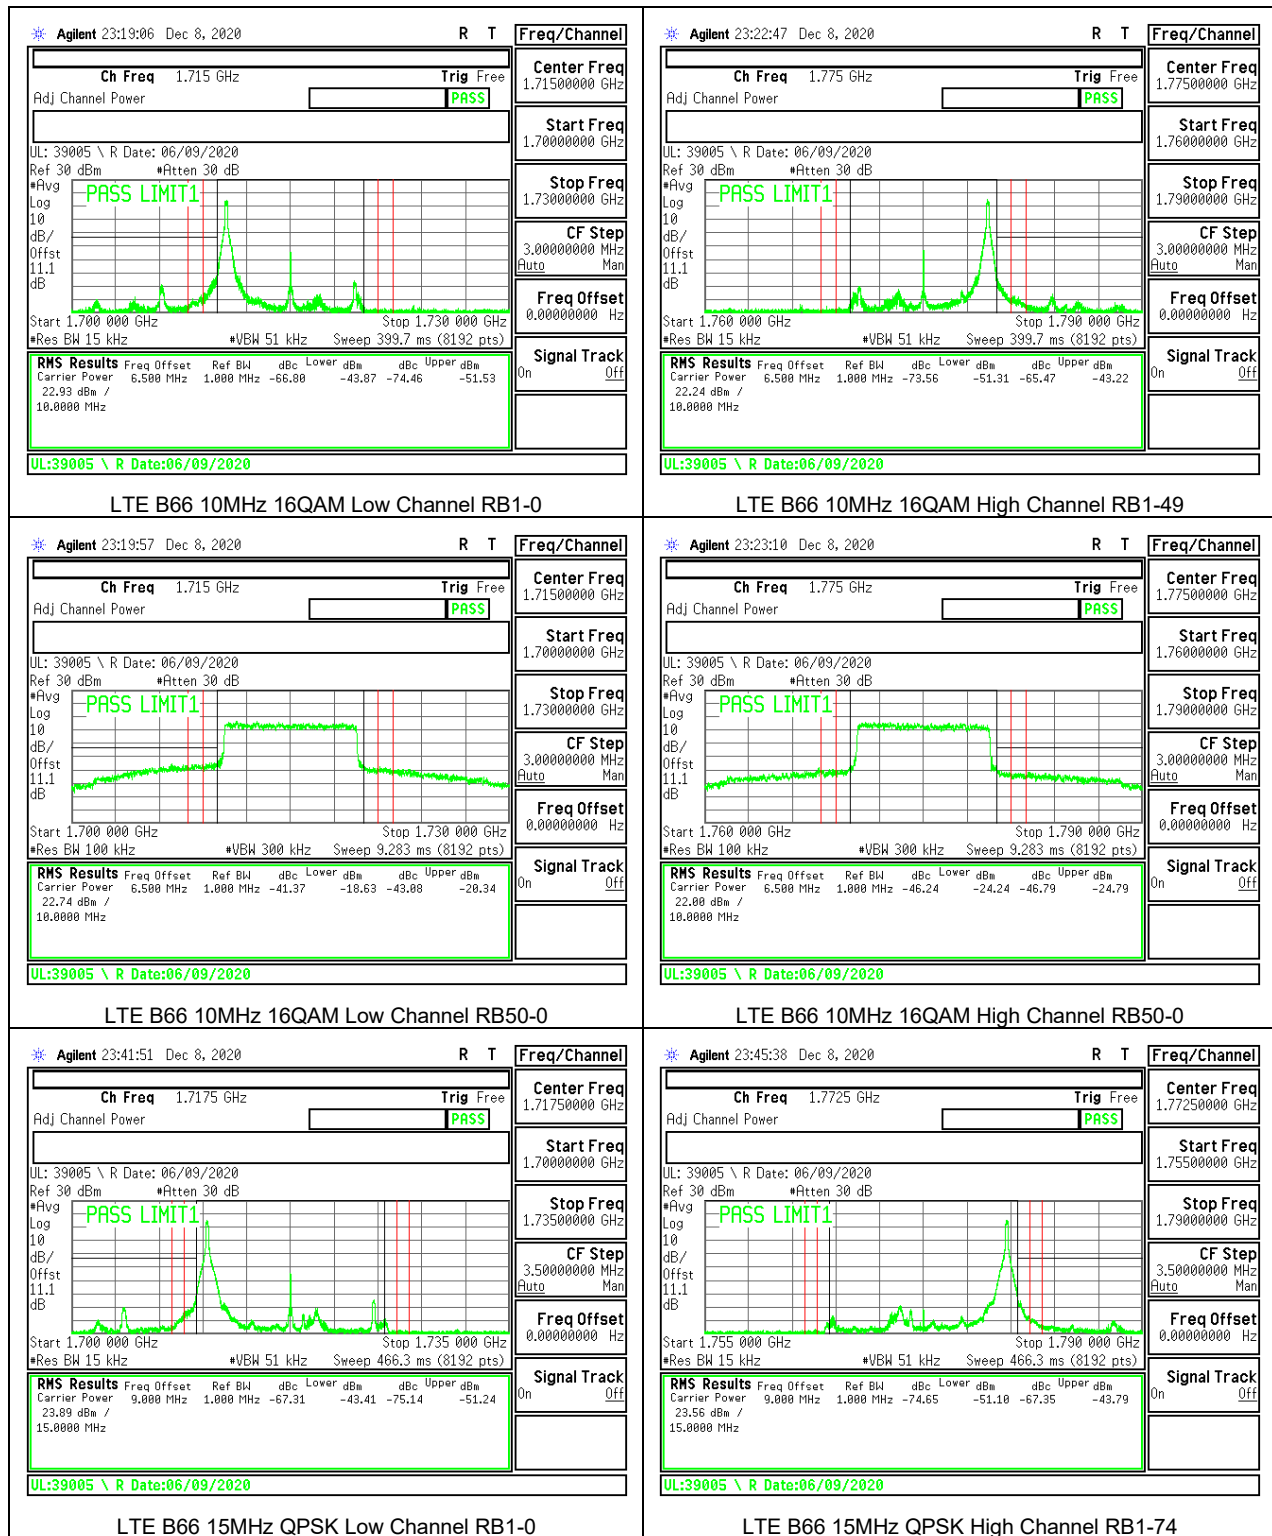 Agilent 23:19:06 Dec 8, 2020 R T Freq/Channel
Ch Freq 1.715 GHz Trig Free
Adj Channel Power PASS
UL: 39005 \ R Date: 06/09/2020
Ref 30 dBm #Atten 30 dB
#Avg
Log
10
dB/
Offst
11.1
dB
PASS LIMIT1
Start 1.700 000 GHz Stop 1.730 000 GHz
#Res BW 15 kHz #VBW 51 kHz Sweep 399.7 ms (8192 pts)
RMS Results Freq Offset Ref BW dBc Lower dBm dBc Upper dBm
Carrier Power 6.500 MHz 1.000 MHz -66.80 -43.87 -74.46 -51.53
22.93 dBm /
10.0000 MHz
UL:39005 \ R Date:06/09/2020
Center Freq
1.71500000 GHz
Start Freq
1.70000000 GHz
Stop Freq
1.73000000 GHz
CF Step
3.00000000 MHz
Auto Man
Freq Offset
0.00000000 Hz
Signal Track
On Off
LTE B66 10MHz 16QAM Low Channel RB1-0
Agilent 23:22:47 Dec 8, 2020 R T Freq/Channel
Ch Freq 1.775 GHz Trig Free
Adj Channel Power PASS
UL: 39005 \ R Date: 06/09/2020
Ref 30 dBm #Atten 30 dB
#Avg
Log
10
dB/
Offst
11.1
dB
PASS LIMIT1
Start 1.760 000 GHz Stop 1.790 000 GHz
#Res BW 15 kHz #VBW 51 kHz Sweep 399.7 ms (8192 pts)
RMS Results Freq Offset Ref BW dBc Lower dBm dBc Upper dBm
Carrier Power 6.500 MHz 1.000 MHz -73.56 -51.31 -65.47 -43.22
22.24 dBm /
10.0000 MHz
UL:39005 \ R Date:06/09/2020
Center Freq
1.77500000 GHz
Start Freq
1.76000000 GHz
Stop Freq
1.79000000 GHz
CF Step
3.00000000 MHz
Auto Man
Freq Offset
0.00000000 Hz
Signal Track
On Off
LTE B66 10MHz 16QAM High Channel RB1-49
Agilent 23:19:57 Dec 8, 2020 R T Freq/Channel
Ch Freq 1.715 GHz Trig Free
Adj Channel Power PASS
UL: 39005 \ R Date: 06/09/2020
Ref 30 dBm #Atten 30 dB
#Avg
Log
10
dB/
Offst
11.1
dB
PASS LIMIT1
Start 1.700 000 GHz Stop 1.730 000 GHz
#Res BW 100 kHz #VBW 300 kHz Sweep 9.283 ms (8192 pts)
RMS Results Freq Offset Ref BW dBc Lower dBm dBc Upper dBm
Carrier Power 6.500 MHz 1.000 MHz -41.37 -18.63 -43.08 -20.34
22.74 dBm /
10.0000 MHz
UL:39005 \ R Date:06/09/2020
Center Freq
1.71500000 GHz
Start Freq
1.70000000 GHz
Stop Freq
1.73000000 GHz
CF Step
3.00000000 MHz
Auto Man
Freq Offset
0.00000000 Hz
Signal Track
On Off
LTE B66 10MHz 16QAM Low Channel RB50-0
Agilent 23:23:10 Dec 8, 2020 R T Freq/Channel
Ch Freq 1.775 GHz Trig Free
Adj Channel Power PASS
UL: 39005 \ R Date: 06/09/2020
Ref 30 dBm #Atten 30 dB
#Avg
Log
10
dB/
Offst
11.1
dB
PASS LIMIT1
Start 1.760 000 GHz Stop 1.790 000 GHz
#Res BW 100 kHz #VBW 300 kHz Sweep 9.283 ms (8192 pts)
RMS Results Freq Offset Ref BW dBc Lower dBm dBc Upper dBm
Carrier Power 6.500 MHz 1.000 MHz -46.24 -24.24 -46.79 -24.79
22.00 dBm /
10.0000 MHz
UL:39005 \ R Date:06/09/2020
Center Freq
1.77500000 GHz
Start Freq
1.76000000 GHz
Stop Freq
1.79000000 GHz
CF Step
3.00000000 MHz
Auto Man
Freq Offset
0.00000000 Hz
Signal Track
On Off
LTE B66 10MHz 16QAM High Channel RB50-0
Agilent 23:41:51 Dec 8, 2020 R T Freq/Channel
Ch Freq 1.7175 GHz Trig Free
Adj Channel Power PASS
UL: 39005 \ R Date: 06/09/2020
Ref 30 dBm #Atten 30 dB
#Avg
Log
10
dB/
Offst
11.1
dB
PASS LIMIT1
Start 1.700 000 GHz Stop 1.735 000 GHz
#Res BW 15 kHz #VBW 51 kHz Sweep 466.3 ms (8192 pts)
RMS Results Freq Offset Ref BW dBc Lower dBm dBc Upper dBm
Carrier Power 9.000 MHz 1.000 MHz -67.31 -43.41 -75.14 -51.24
23.89 dBm /
15.0000 MHz
UL:39005 \ R Date:06/09/2020
Center Freq
1.71750000 GHz
Start Freq
1.70000000 GHz
Stop Freq
1.73500000 GHz
CF Step
3.50000000 MHz
Auto Man
Freq Offset
0.00000000 Hz
Signal Track
On Off
LTE B66 15MHz QPSK Low Channel RB1-0
Agilent 23:45:38 Dec 8, 2020 R T Freq/Channel
Ch Freq 1.7725 GHz Trig Free
Adj Channel Power PASS
UL: 39005 \ R Date: 06/09/2020
Ref 30 dBm #Atten 30 dB
#Avg
Log
10
dB/
Offst
11.1
dB
PASS LIMIT1
Start 1.755 000 GHz Stop 1.790 000 GHz
#Res BW 15 kHz #VBW 51 kHz Sweep 466.3 ms (8192 pts)
RMS Results Freq Offset Ref BW dBc Lower dBm dBc Upper dBm
Carrier Power 9.000 MHz 1.000 MHz -74.65 -51.10 -67.35 -43.79
23.56 dBm /
15.0000 MHz
UL:39005 \ R Date:06/09/2020
Center Freq
1.77250000 GHz
Start Freq
1.75500000 GHz
Stop Freq
1.79000000 GHz
CF Step
3.50000000 MHz
Auto Man
Freq Offset
0.00000000 Hz
Signal Track
On Off
LTE B66 15MHz QPSK High Channel RB1-74